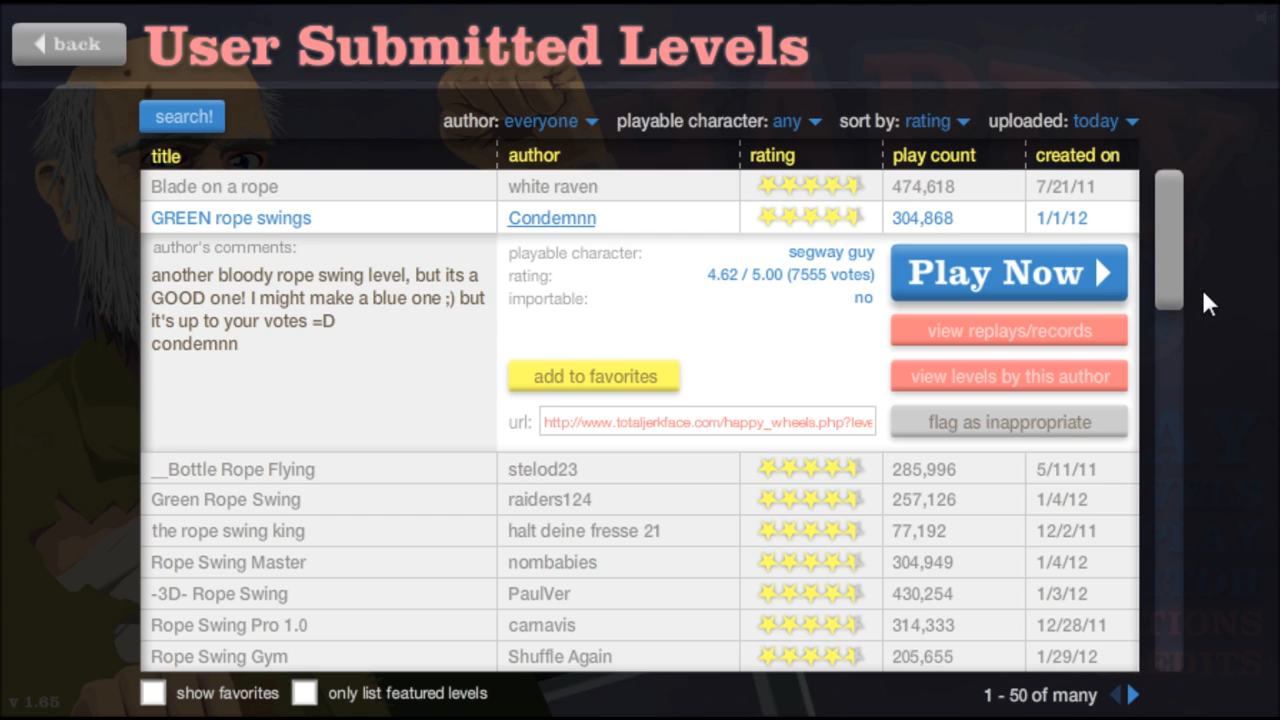 back
User Submitted Levels
search!
author: everyone playable character: any sort by: rating uploaded: today
title author rating play count created on
Blade on a rope white raven 474,618 7/21/11
GREEN rope swings Condemnn 304,868 1/1/12
author's comments:
another bloody rope swing level, but its a
GOOD one! I might make a blue one ;) but
it's up to your votes =D
condemnn
playable character: segway guy
rating: 4.62 / 5.00 (7555 votes)
importable: no
add to favorites
url: http://www.totaljerkface.com/happy_wheels.php?leve
Play Now
view replays/records
view levels by this author
flag as inappropriate
__Bottle Rope Flying stelod23 285,996 5/11/11
Green Rope Swing raiders124 257,126 1/4/12
the rope swing king halt deine fresse 21 77,192 12/2/11
Rope Swing Master nombabies 304,949 1/4/12
-3D- Rope Swing PaulVer 430,254 1/3/12
Rope Swing Pro 1.0 carnavis 314,333 12/28/11
Rope Swing Gym Shuffle Again 205,655 1/29/12
show favorites only list featured levels 1 - 50 of many
v 1.65